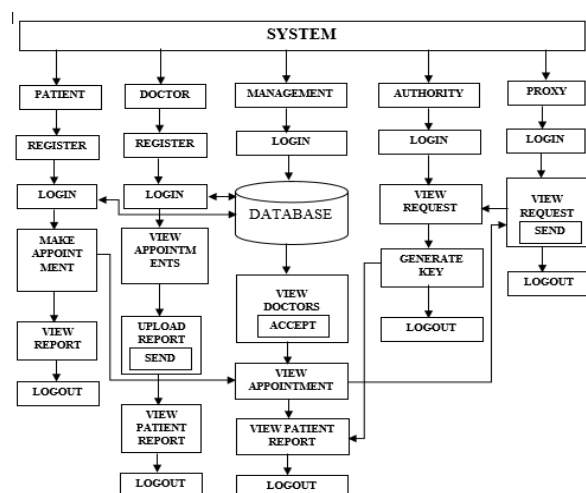 SYSTEM
PATIENT
REGISTER
LOGIN
MAKE
APPOINT
MENT
VIEW
REPORT
LOGOUT
DOCTOR
REGISTER
LOGIN
VIEW
APPOINTM
ENTS
UPLOAD
REPORT
SEND
VIEW
PATIENT
REPORT
LOGOUT
MANAGEMENT
LOGIN
DATABASE
VIEW
DOCTORS
ACCEPT
VIEW
APPOINTMENT
VIEW PATIENT
REPORT
LOGOUT
AUTHORITY
LOGIN
VIEW
REQUEST
GENERATE
KEY
LOGOUT
PROXY
LOGIN
VIEW
REQUEST
SEND
LOGOUT